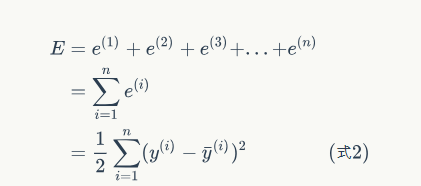 E = e^{(1)} + e^{(2)} + e^{(3)} + ... + e^{(n)}
= \sum_{i=1}^{n} e^{(i)}
= \frac{1}{2} \sum_{i=1}^{n} (y^{(i)} - \bar{y}^{(i)})^2 (式2)